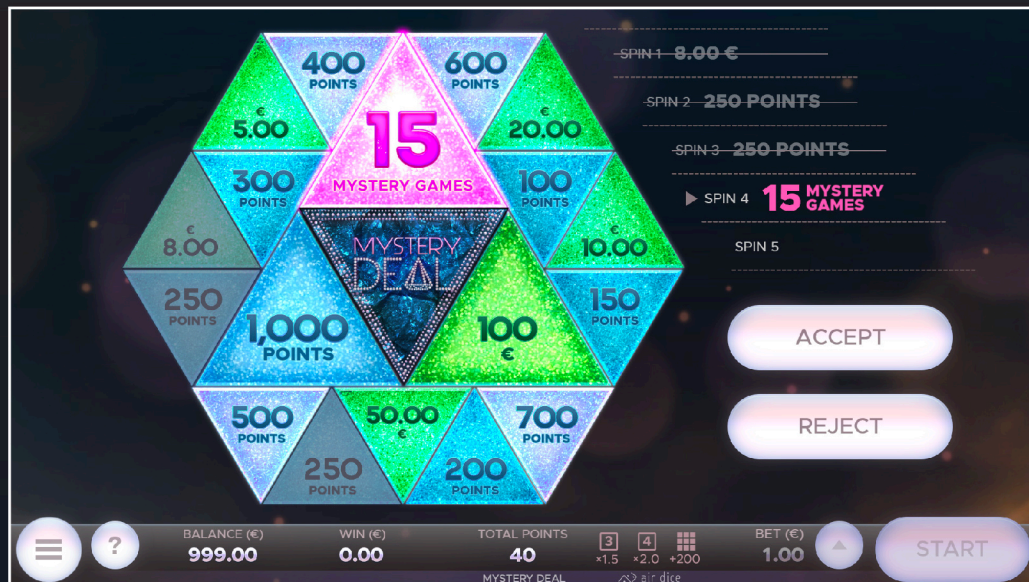 400
POINTS
600
POINTS
€
5.00
15
MYSTERY GAMES
€
20.00
300
POINTS
100
POINTS
€
8.00
MYSTERY
DEAL
€
10.00
250
POINTS
1,000
POINTS
100
€
150
POINTS
500
POINTS
250
POINTS
50.00
€
200
POINTS
700
POINTS
SPIN 1 8.00 €
SPIN 2 250 POINTS
SPIN 3 250 POINTS
SPIN 4 15 MYSTERY
GAMES
SPIN 5
ACCEPT
REJECT
?
BALANCE (€)
999.00
WIN (€)
0.00
TOTAL POINTS
40
3
×1.5
4
×2.0
+200
BET (€)
1.00
START
MYSTERY DEAL
air dice